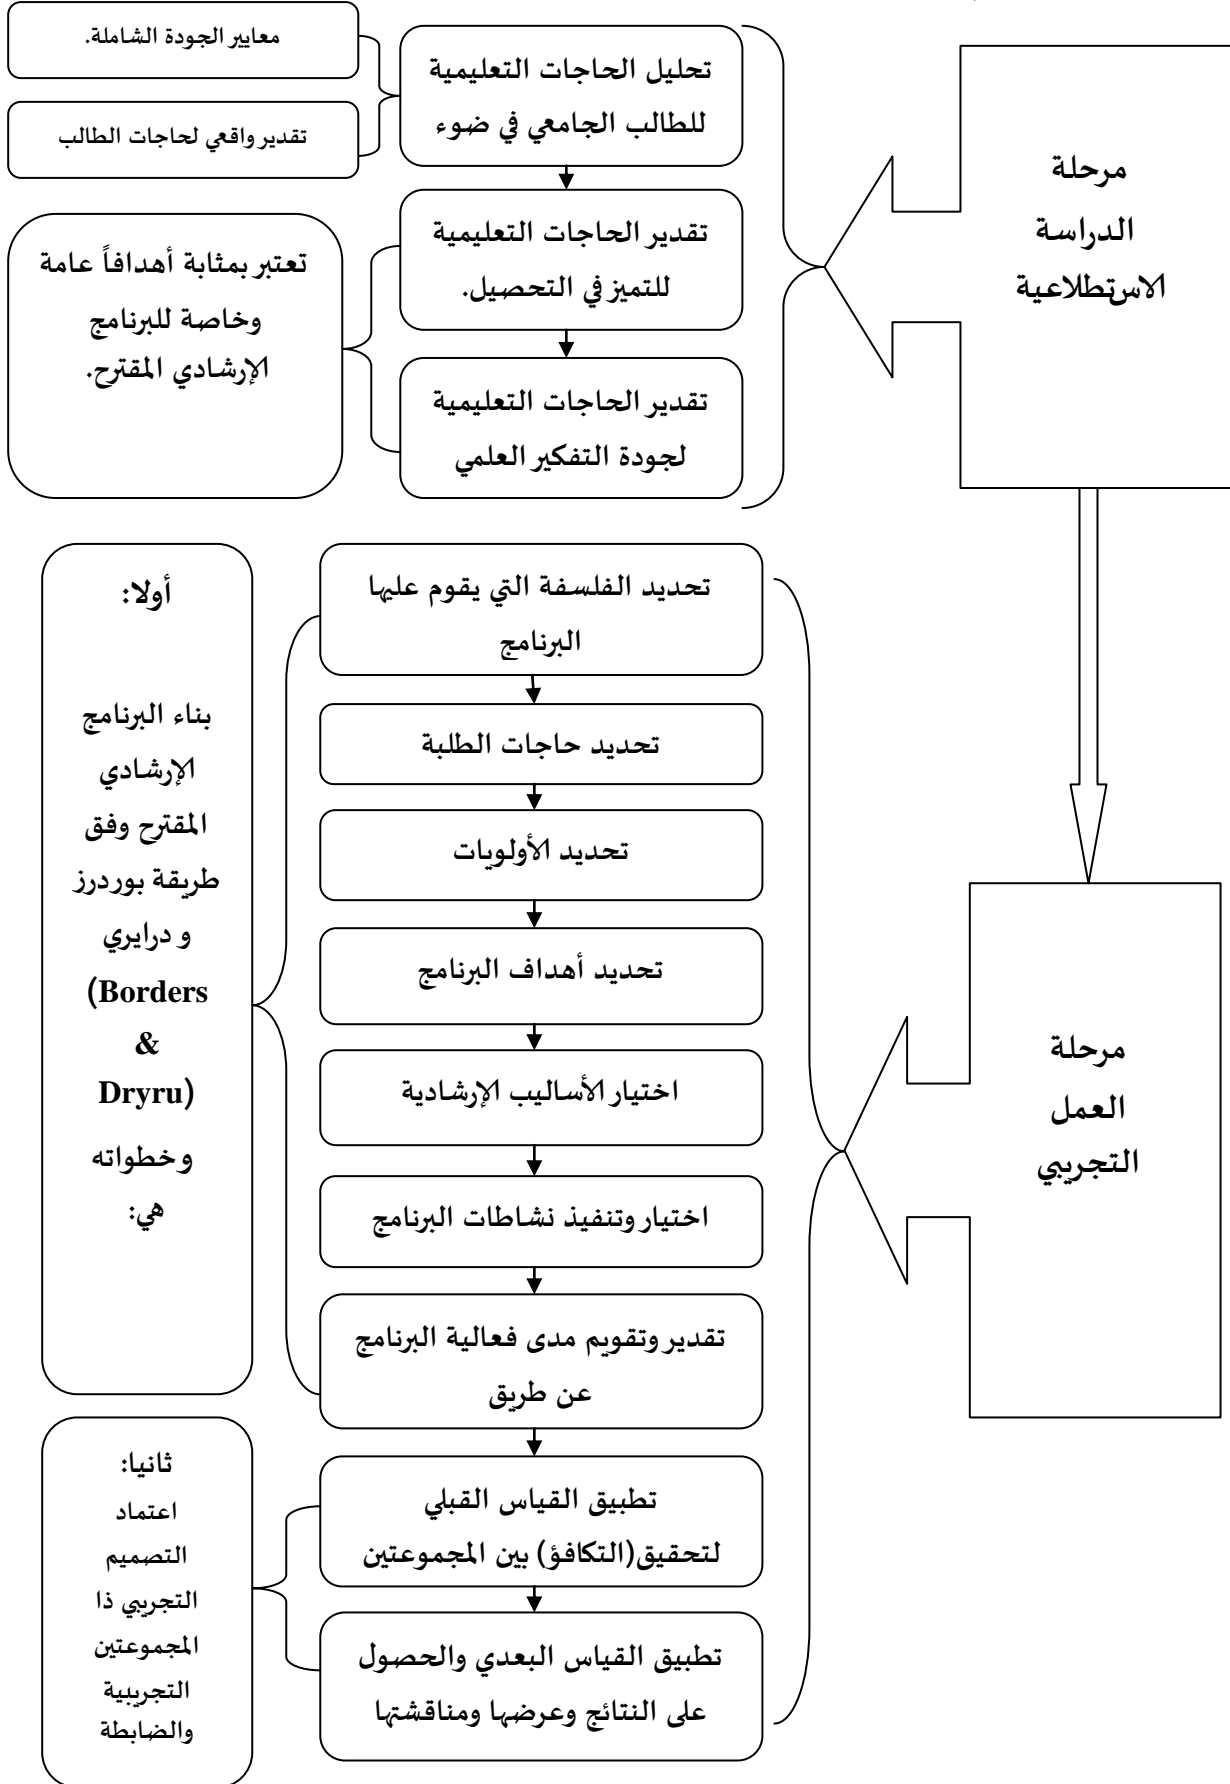 مرحلة
الدراسة
الاستطلاعية
تحليل الحاجات التعليمية
للطالب الجامعي في ضوء
معايير الجودة الشاملة.
تقدير واقعي لحاجات الطالب
تقدير الحاجات التعليمية
للتميز في التحصيل.
تقدير الحاجات التعليمية
لجودة التفكير العلمي
تعتبر بمثابة أهدافاً عامة
وخاصة للبرنامج
الإرشادي المقترح.
مرحلة
العمل
التجريبي
أولا:
بناء البرنامج
الإرشادي
المقترح وفق
طريقة بوردرز
و درايري
(Borders
&
Dryru)
وخطواته
هي:
تحديد الفلسفة التي يقوم عليها
البرنامج
تحديد حاجات الطلبة
تحديد الأولويات
تحديد أهداف البرنامج
اختيار الأساليب الإرشادية
اختيار وتنفيذ نشاطات البرنامج
تقدير وتقويم مدى فعالية البرنامج
عن طريق
ثانيا:
اعتماد
التصميم
التجريبي ذا
المجموعتين
التجريبية
والضابطة
تطبيق القياس القبلي
لتحقيق(التكافؤ) بين المجموعتين
تطبيق القياس البعدي والحصول
على النتائج وعرضها ومناقشتها